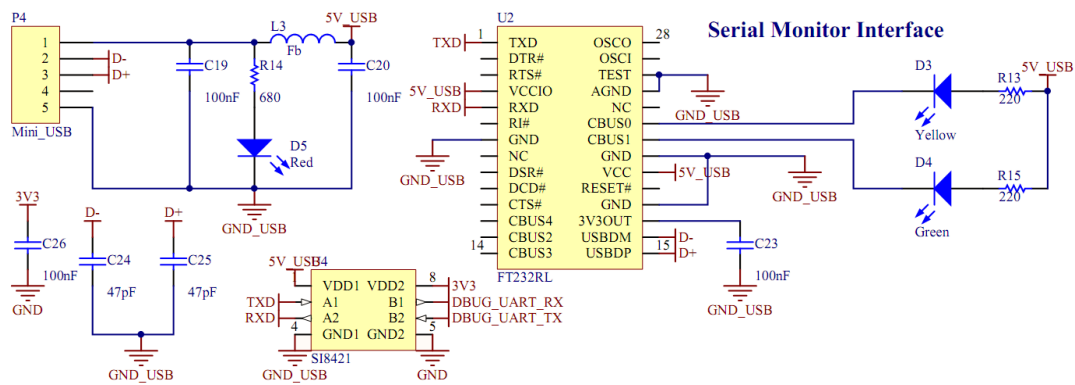 Serial Monitor Interface
P4
1
2
3
4
5
Mini_USB
D-
D+
C19
100nF
R14
680
L3
Fb
5V_USB
C20
100nF
D5
Red
GND_USB
3V3
C26
100nF
GND
D-
C24
47pF
D+
C25
47pF
GND_USB
5V_USB
U4
VDD1 VDD2 8 3V3
TXD A1 B1 DBUG_UART_RX
RXD A2 B2 DBUG_UART_TX
4 GND1 GND2 5
SI8421
GND_USB
GND
U2
TXD 1 TXD OSCO 28
DTR# OSCI
RTS# TEST
5V_USB VCCIO AGND
RXD RXD NC
RI# CBUS0
GND CBUS1
NC GND
DSR# VCC 5V_USB
DCD# RESET#
CTS# GND
CBUS4 3V3OUT
CBUS2 USBDM D-
14 CBUS3 USBDP 15 D+
FT232RL
GND_USB
GND_USB
GND_USB
C23
100nF
GND_USB
D3
Yellow
R13
220
5V_USB
D4
Green
R15
220